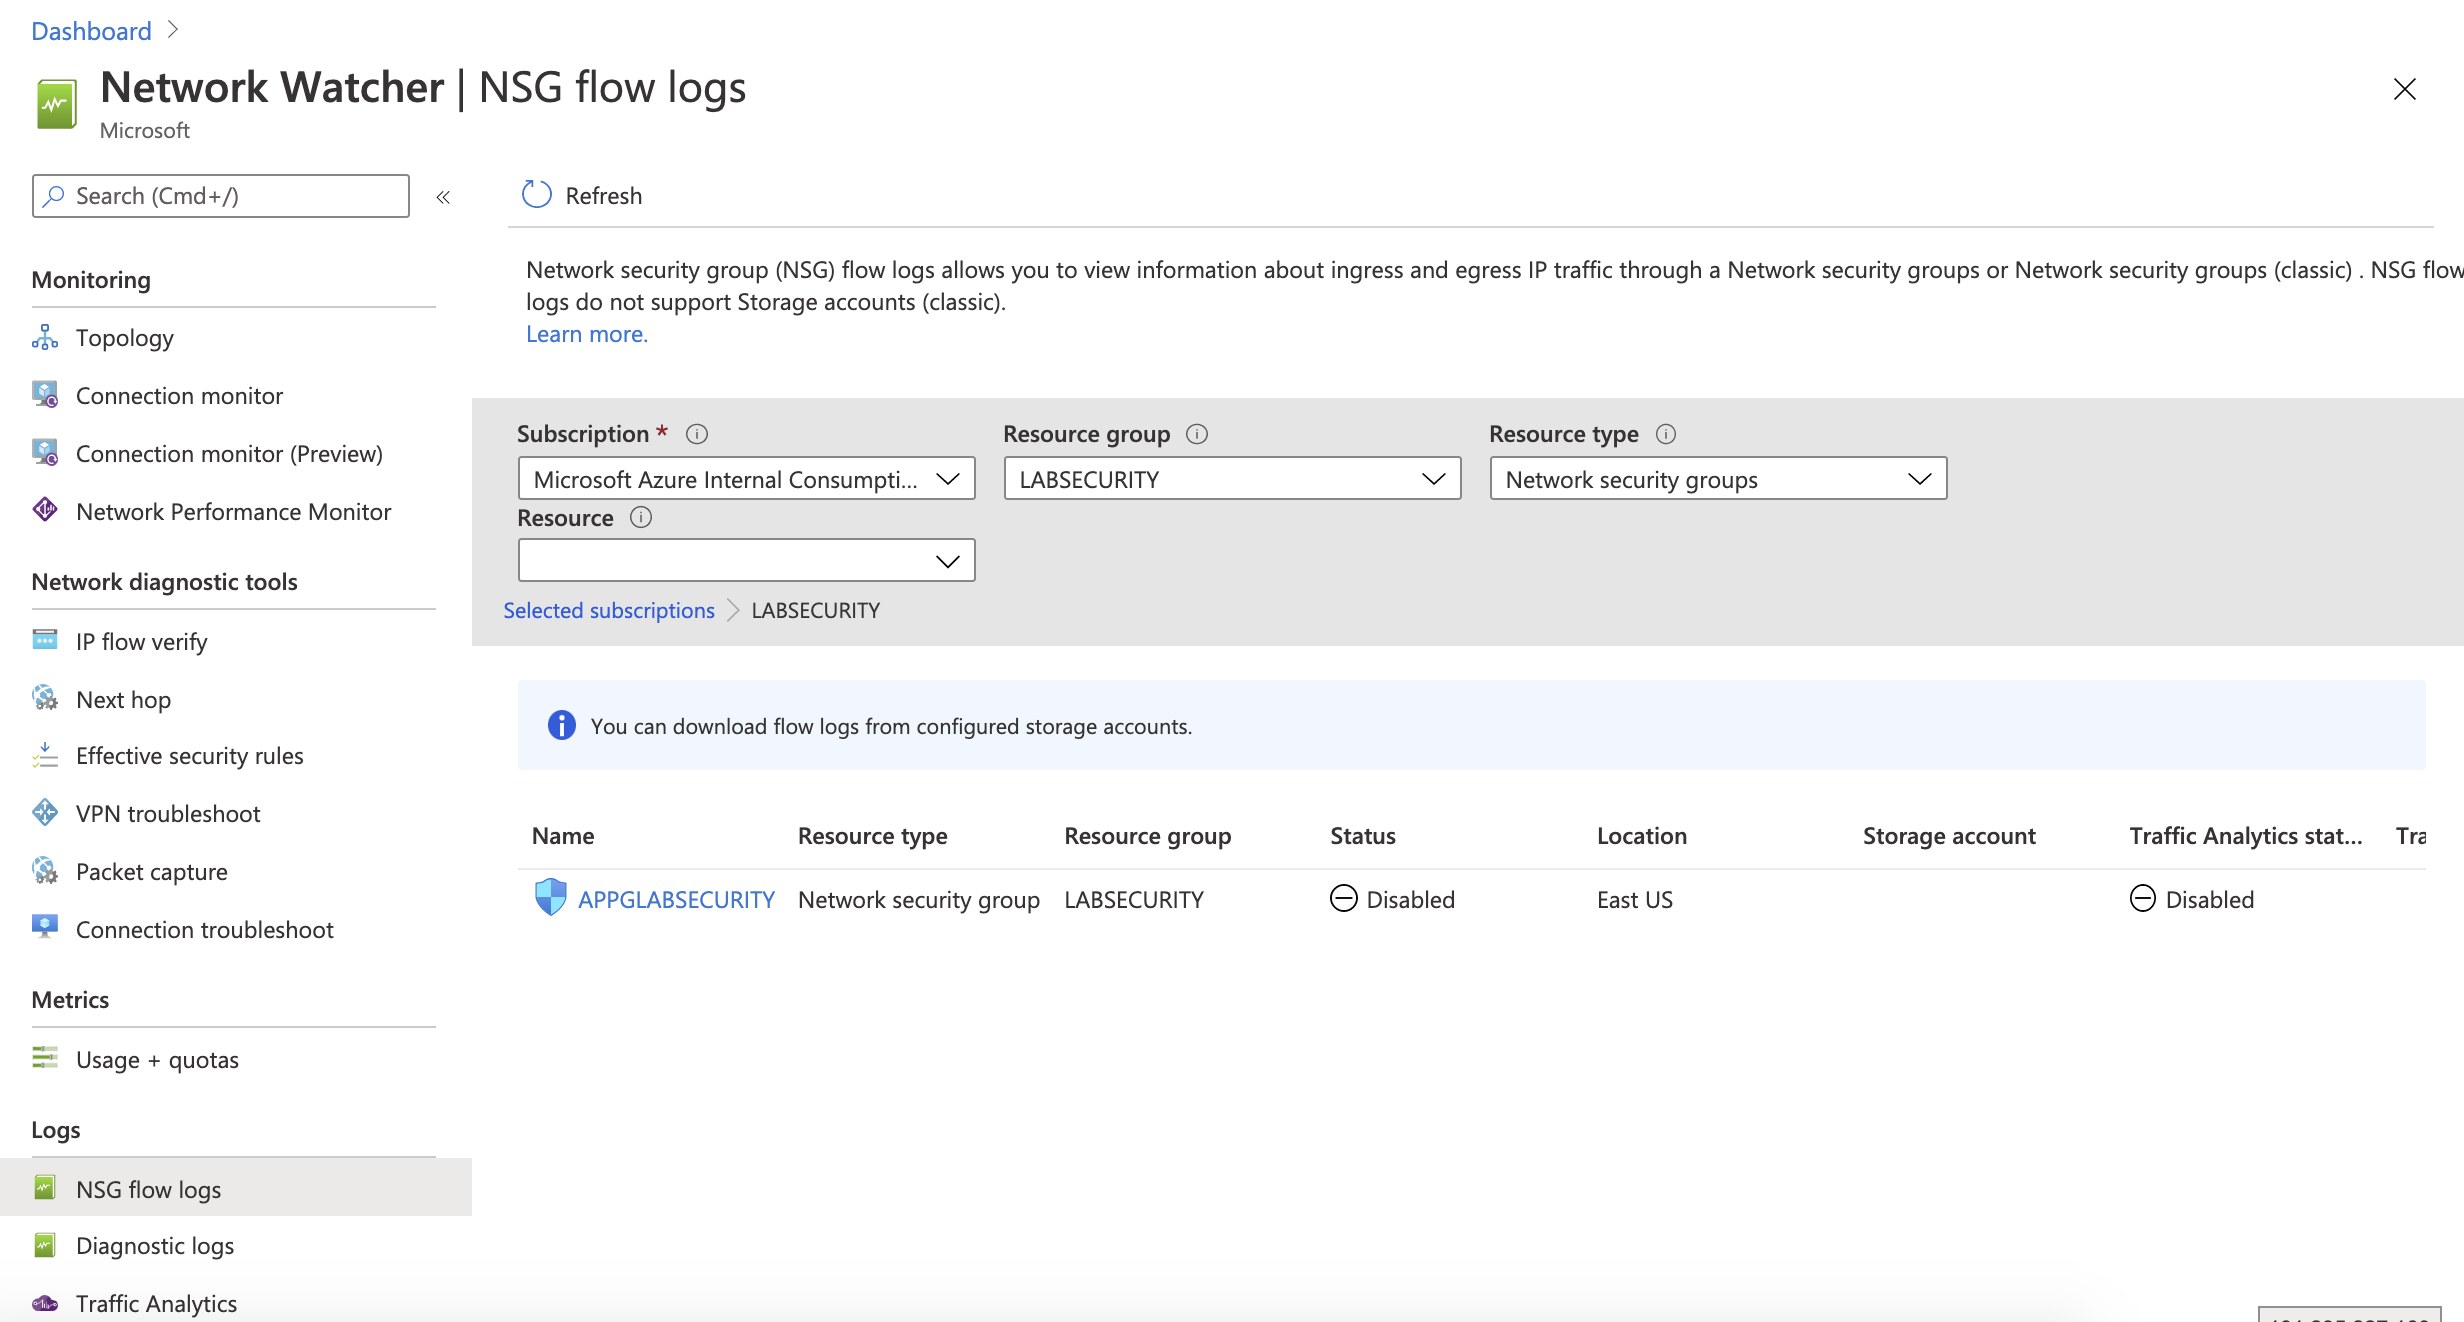 Dashboard
Network Watcher | NSG flow logs
Microsoft
Search (Cmd+/)
«
Refresh
Network security group (NSG) flow logs allows you to view information about ingress and egress IP traffic through a Network security groups or Network security groups (classic) . NSG flow
logs do not support Storage accounts (classic).
Learn more.
Monitoring
Topology
Connection monitor
Connection monitor (Preview)
Network Performance Monitor
Network diagnostic tools
IP flow verify
Next hop
Effective security rules
VPN troubleshoot
Packet capture
Connection troubleshoot
Metrics
Usage + quotas
Logs
NSG flow logs
Diagnostic logs
Traffic Analytics
Subscription * Resource group Resource type
Microsoft Azure Internal Consumpti... LABSECURITY Network security groups
Resource
Selected subscriptions LABSECURITY
You can download flow logs from configured storage accounts.
Name Resource type Resource group Status Location Storage account Traffic Analytics stat... Tra
APPGLABSECURITY Network security group LABSECURITY Disabled East US Disabled